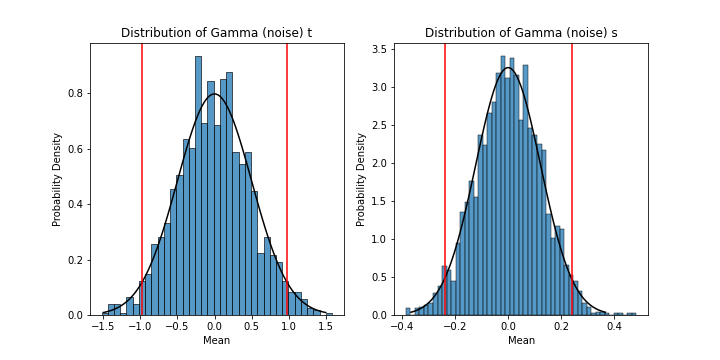 Distribution of Gamma (noise) t
Probability Density
0.8
0.6
0.4
0.2
0.0
−1.5 −1.0 −0.5 0.0 0.5 1.0 1.5
Mean
Distribution of Gamma (noise) s
Probability Density
3.5
3.0
2.5
2.0
1.5
1.0
0.5
0.0
−0.4 −0.2 0.0 0.2 0.4
Mean